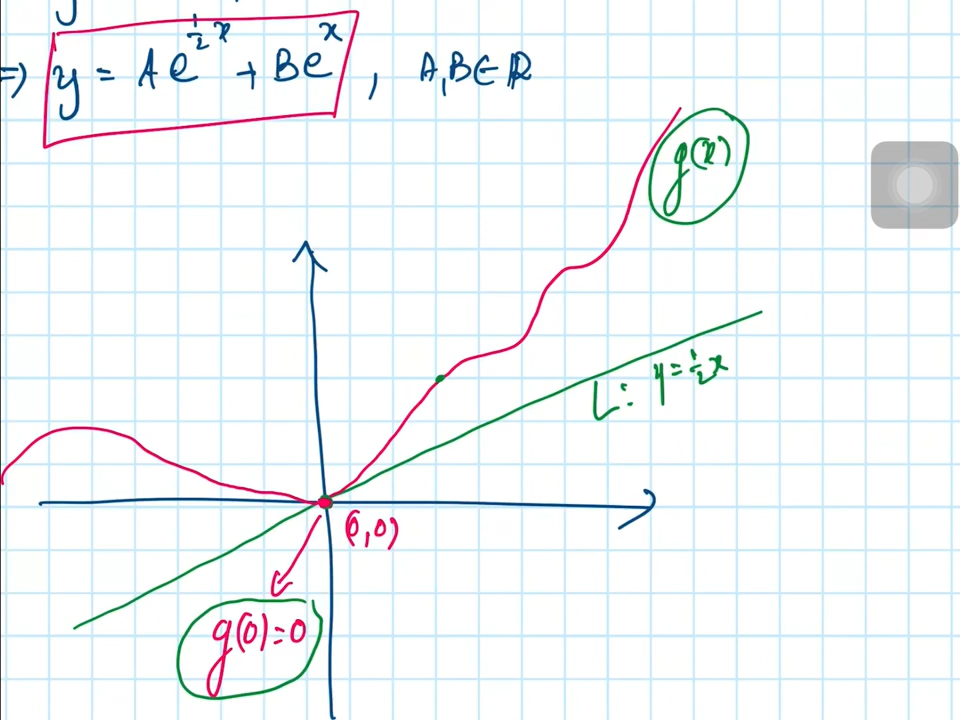 ⇒ y = Ae^{½x} + Be^{x} , A,B∈ℝ
g(x)
L: y=½x
(0,0)
g(0)=0